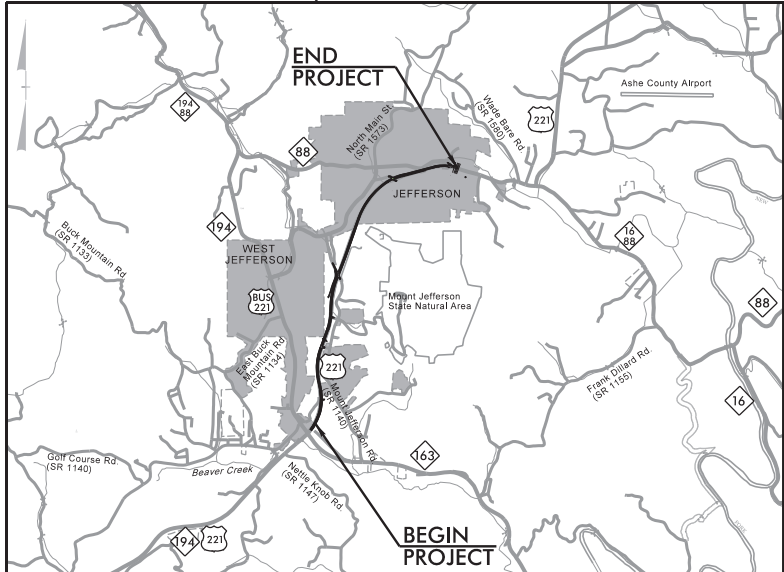 END
PROJECT
Ashe County Airport
194
88
Wade Bare Rd.
(SR 1580)
221
North Main St.
(SR 1573)
88
JEFFERSON
Buck Mountain Rd
(SR 1133)
194
WEST
JEFFERSON
16
88
BUS
221
Mount Jefferson
State Natural Area
88
East Buck
Mountain Rd.
(SR 1134)
221
Mount Jefferson Rd.
(SR 1140)
Frank Dillard Rd.
(SR 1155)
16
Golf Course Rd.
(SR 1140)
Beaver Creek
163
Nettle Knob Rd.
(SR 1147)
194
221
BEGIN
PROJECT